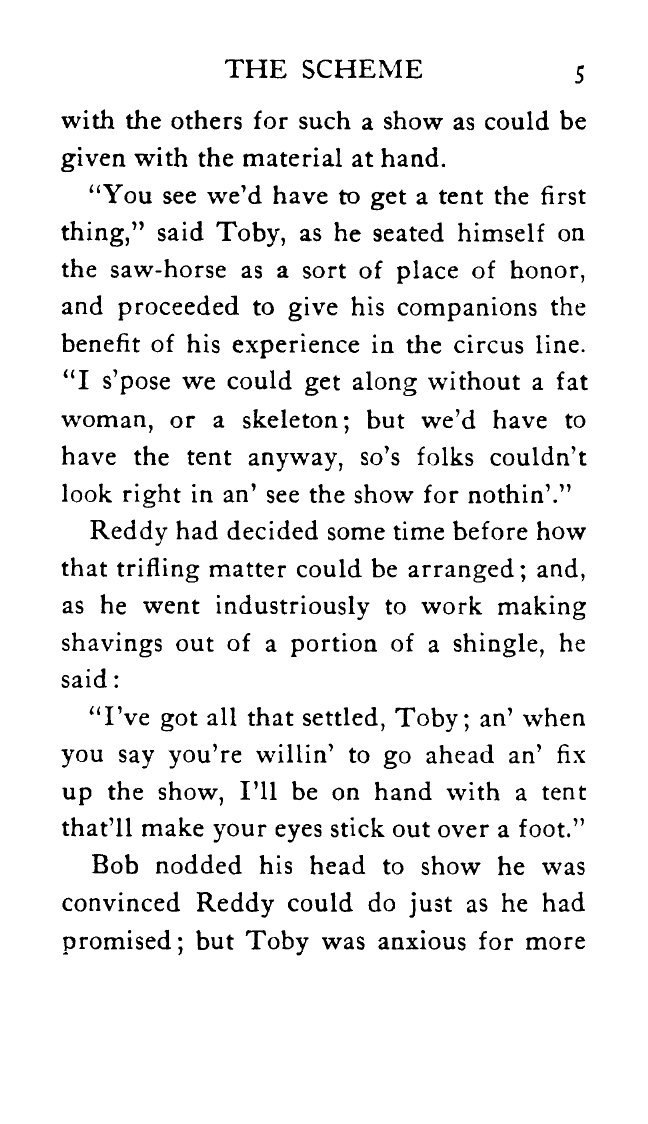 THE SCHEME 5
with the others for such a show as could be
given with the material at hand.
“You see we’d have to get a tent the first
thing,” said Toby, as he seated himself on
the saw-horse as a sort of place of honor,
and proceeded to give his companions the
benefit of his experience in the circus line.
“I s’pose we could get along without a fat
woman, or a skeleton; but we’d have to
have the tent anyway, so’s folks couldn’t
look right in an’ see the show for nothin’.”
Reddy had decided some time before how
that trifling matter could be arranged; and,
as he went industriously to work making
shavings out of a portion of a shingle, he
said:
“I’ve got all that settled, Toby; an’ when
you say you’re willin’ to go ahead an’ fix
up the show, I’ll be on hand with a tent
that’ll make your eyes stick out over a foot.”
Bob nodded his head to show he was
convinced Reddy could do just as he had
promised; but Toby was anxious for more